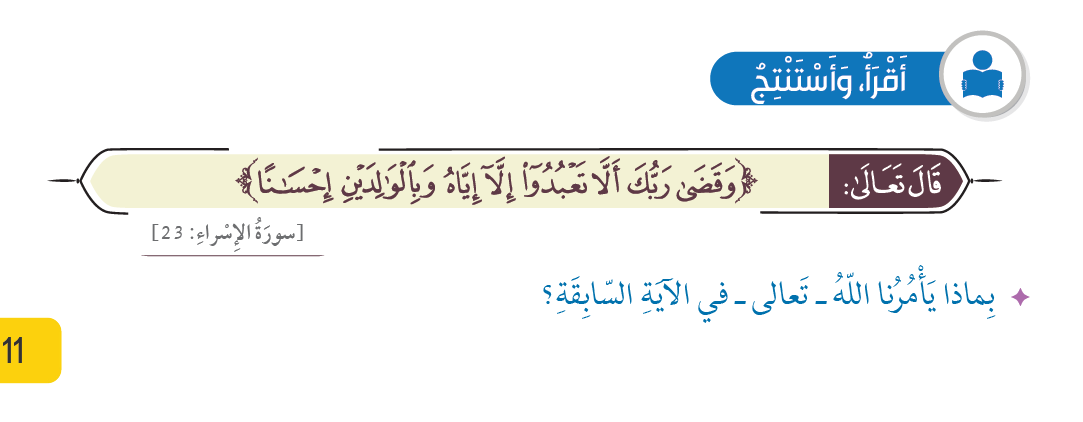 أَقْرَأُ، وَأَسْتَنْتِجُ
قَالَ تَعَالَىٰ: ﴿وَقَضَىٰ رَبُّكَ أَلَّا تَعۡبُدُوٓاْ إِلَّآ إِيَّاهُ وَبِٱلۡوَٰلِدَيۡنِ إِحۡسَٰنًا﴾
[سورَةُ الإِسْراءِ: 23]
بِماذا يَأْمُرُنا اللّهُ ـ تَعالى ـ في الآيَةِ السّابِقَةِ؟
11